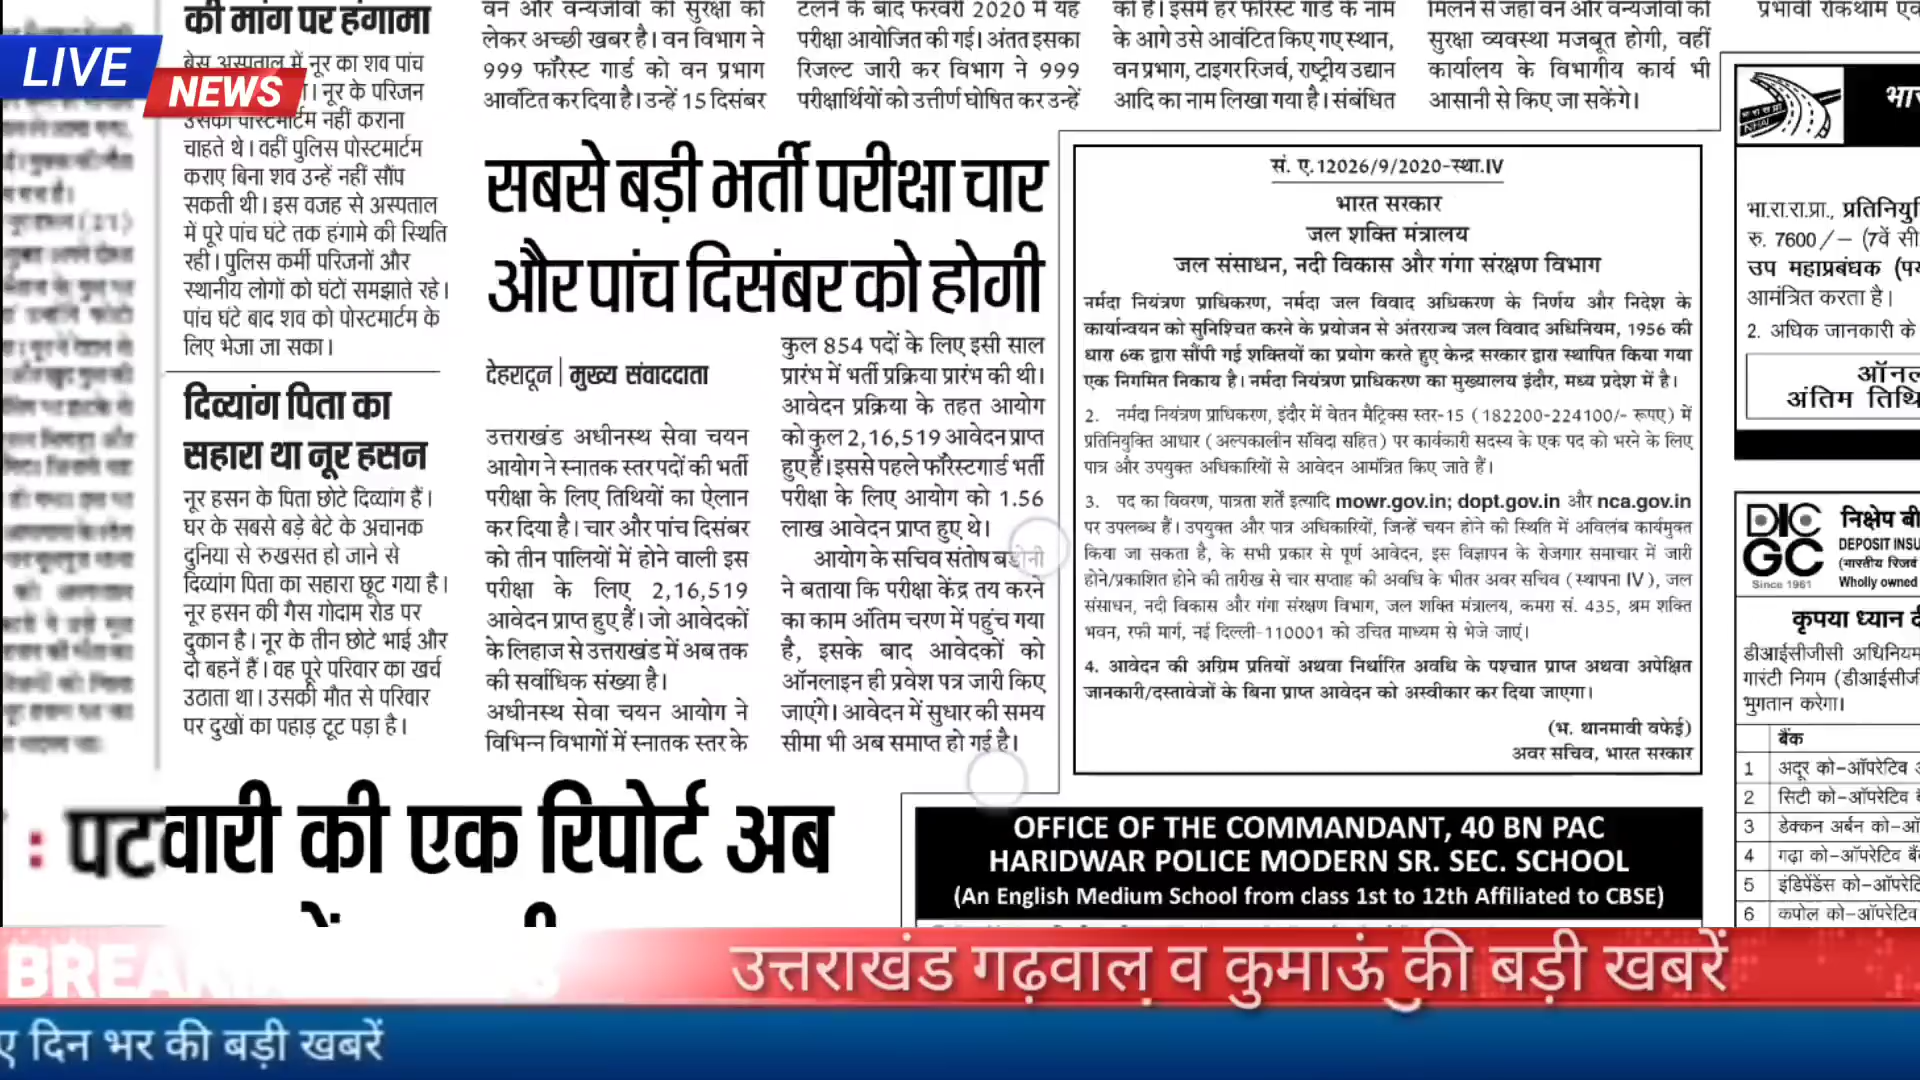 LIVE
NEWS
की मांग पर हंगामा
बेस अस्पताल में नूर का शव पांच
नूर के परिजन
उसका पोस्टमार्टम नहीं कराना
चाहते थे। वहीं पुलिस पोस्टमार्टम
कराए बिना शव उन्हें नहीं सौंप
सकती थी। इस वजह से अस्पताल
में पूरे पांच घंटे तक हंगामे की स्थिति
रही। पुलिस कर्मी परिजनों और
स्थानीय लोगों को घंटों समझाते रहे।
पांच घंटे बाद शव को पोस्टमार्टम के
लिए भेजा जा सका।
दिव्यांग पिता का
सहारा था नूर हसन
नूर हसन के पिता छोटे दिव्यांग हैं।
घर के सबसे बड़े बेटे के अचानक
दुनिया से रुखसत हो जाने से
दिव्यांग पिता का सहारा छूट गया है।
नूर हसन की गैस गोदाम रोड पर
दुकान है। नूर के तीन छोटे भाई और
दो बहनें हैं। वह पूरे परिवार का खर्च
उठाता था। उसकी मौत से परिवार
पर दुखों का पहाड़ टूट पड़ा है।
वन और वन्यजीवों की सुरक्षा को
लेकर अच्छी खबर है। वन विभाग ने
999 फॉरेस्ट गार्ड को वन प्रभाग
आवंटित कर दिया है। उन्हें 15 दिसंबर
टलने के बाद फरवरी 2020 में यह
परीक्षा आयोजित की गई। अंतत इसका
रिजल्ट जारी कर विभाग ने 999
परीक्षार्थियों को उत्तीर्ण घोषित कर उन्हें
की है। इसमें हर फॉरेस्ट गार्ड के नाम
के आगे उसे आवंटित किए गए स्थान,
वन प्रभाग, टाइगर रिजर्व, राष्ट्रीय उद्यान
आदि का नाम लिखा गया है। संबंधित
मिलने से जहां वन और वन्यजीवों की
सुरक्षा व्यवस्था मजबूत होगी, वहीं
कार्यालय के विभागीय कार्य भी
आसानी से किए जा सकेंगे।
प्रभावी रोकथाम एवं
सबसे बड़ी भर्ती परीक्षा चार
और पांच दिसंबर को होगी
देहरादून | मुख्य संवाददाता
उत्तराखंड अधीनस्थ सेवा चयन
आयोग ने स्नातक स्तर पदों की भर्ती
परीक्षा के लिए तिथियों का ऐलान
कर दिया है। चार और पांच दिसंबर
को तीन पालियों में होने वाली इस
परीक्षा के लिए 2,16,519
आवेदन प्राप्त हुए हैं। जो आवेदकों
के लिहाज से उत्तराखंड में अब तक
की सर्वाधिक संख्या है।
अधीनस्थ सेवा चयन आयोग ने
विभिन्न विभागों में स्नातक स्तर के
कुल 854 पदों के लिए इसी साल
प्रारंभ में भर्ती प्रक्रिया प्रारंभ की थी।
आवेदन प्रक्रिया के तहत आयोग
को कुल 2,16,519 आवेदन प्राप्त
हुए हैं। इससे पहले फॉरेस्टगार्ड भर्ती
परीक्षा के लिए आयोग को 1.56
लाख आवेदन प्राप्त हुए थे।
आयोग के सचिव संतोष बडोनी
ने बताया कि परीक्षा केंद्र तय करने
का काम अंतिम चरण में पहुंच गया
है, इसके बाद आवेदकों को
ऑनलाइन ही प्रवेश पत्र जारी किए
जाएंगे। आवेदन में सुधार की समय
सीमा भी अब समाप्त हो गई है।
सं. ए.12026/9/2020-स्था.IV
भारत सरकार
जल शक्ति मंत्रालय
जल संसाधन, नदी विकास और गंगा संरक्षण विभाग
नर्मदा नियंत्रण प्राधिकरण, नर्मदा जल विवाद अधिकरण के निर्णय और निदेश के
कार्यान्वयन को सुनिश्चित करने के प्रयोजन से अंतरराज्य जल विवाद अधिनियम, 1956 की
धारा 6क द्वारा सौंपी गई शक्तियों का प्रयोग करते हुए केन्द्र सरकार द्वारा स्थापित किया गया
एक निगमित निकाय है। नर्मदा नियंत्रण प्राधिकरण का मुख्यालय इंदौर, मध्य प्रदेश में है।
2. नर्मदा नियंत्रण प्राधिकरण, इंदौर में वेतन मैट्रिक्स स्तर-15 (182200-224100/- रूपए) में
प्रतिनियुक्ति आधार (अल्पकालीन संविदा सहित) पर कार्यकारी सदस्य के एक पद को भरने के लिए
पात्र और उपयुक्त अधिकारियों से आवेदन आमंत्रित किए जाते हैं।
3. पद का विवरण, पात्रता शर्तें इत्यादि mowr.gov.in; dopt.gov.in और nca.gov.in
पर उपलब्ध हैं। उपयुक्त और पात्र अधिकारियों, जिन्हें चयन होने की स्थिति में अविलंब कार्यमुक्त
किया जा सकता है, के सभी प्रकार से पूर्ण आवेदन, इस विज्ञापन के रोजगार समाचार में जारी
होने/प्रकाशित होने की तारीख से चार सप्ताह की अवधि के भीतर अवर सचिव (स्थापना IV), जल
संसाधन, नदी विकास और गंगा संरक्षण विभाग, जल शक्ति मंत्रालय, कमरा सं. 435, श्रम शक्ति
भवन, रफी मार्ग, नई दिल्ली-110001 को उचित माध्यम से भेजे जाएं।
4. आवेदन की अग्रिम प्रतियों अथवा निर्धारित अवधि के पश्चात प्राप्त अथवा अपेक्षित
जानकारी/दस्तावेजों के बिना प्राप्त आवेदन को अस्वीकार कर दिया जाएगा।
(भ. थानमावी वफेई)
अवर सचिव, भारत सरकार
भार
भा.रा.रा.प्रा., प्रतिनियु
रु. 7600/– (7वें सी
उप महाप्रबंधक
आमंत्रित करता है।
2. अधिक जानकारी के
ऑनल
अंतिम तिथि
DICGC
Since 1961
निक्षेप बी
DEPOSIT INSU
(भारतीय रिजर्व
Wholly owned
कृपया ध्यान दें
डीआईसीजीसी अधिनियम
गारंटी निगम (डीआईसीजी
भुगतान करेगा।
बैंक
1 अदूर को-ऑपरेटिव
2 सिटी को-ऑपरेटिव
3 डेक्कन अर्बन को-ऑ
4 गढ़ा को-ऑपरेटिव बैं
5 इंडिपेंडेंस को-ऑपरे
6 कपोल को-ऑपरेटिव
: पटवारी की एक रिपोर्ट अब
OFFICE OF THE COMMANDANT, 40 BN PAC
HARIDWAR POLICE MODERN SR. SEC. SCHOOL
(An English Medium School from class 1st to 12th Affiliated to CBSE)
उत्तराखंड गढ़वाल व कुमाऊं की बड़ी खबरें
ए दिन भर की बड़ी खबरें